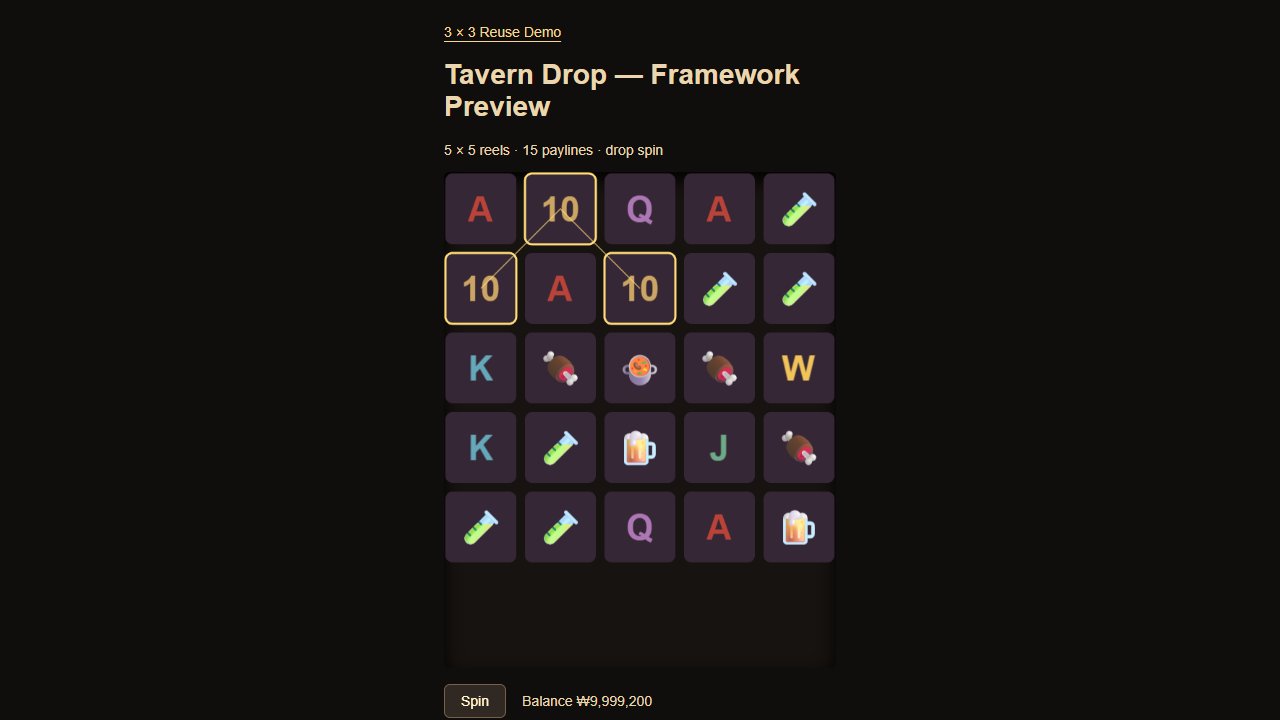 3 × 3 Reuse Demo
Tavern Drop — Framework
Preview
5 × 5 reels · 15 paylines · drop spin
A 10 Q A
10 A 10
K W
K J
Q A
Spin Balance ₩9,999,200